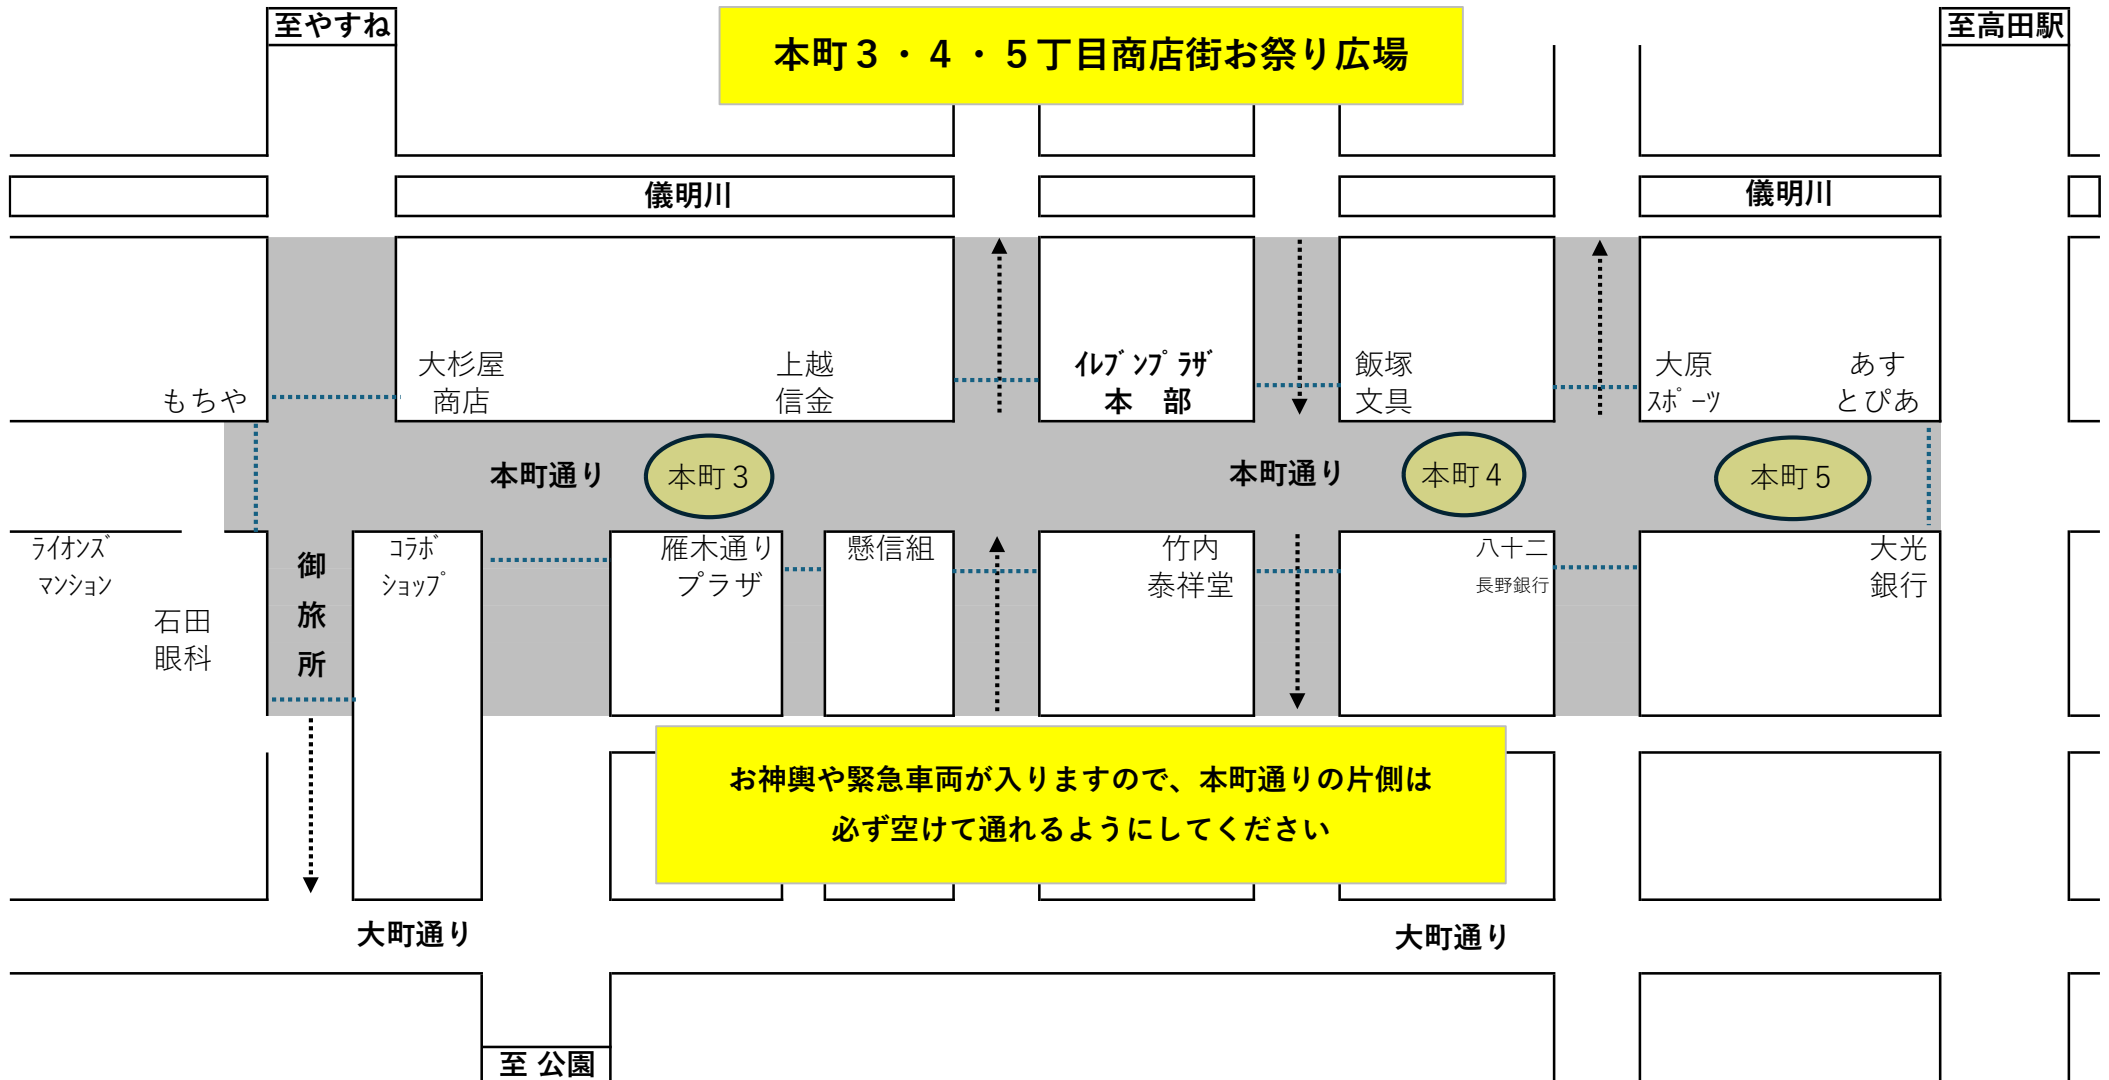 至やすね
本町３・４・５丁目商店街お祭り広場
至高田駅
儀明川
儀明川
もちや
大杉屋
商店
上越
信金
ｲﾚﾌﾞﾝﾌﾟﾗｻﾞ
本　部
飯塚
文具
大原
ｽﾎﾟｰﾂ
あす
とぴあ
本町通り
本町３
本町通り
本町４
本町５
ﾗｲｵﾝｽﾞ
ﾏﾝｼｮﾝ
石田
眼科
御
旅
所
ｺﾗﾎﾞ
ｼｮｯﾌﾟ
雁木通り
プラザ
懸信組
竹内
泰祥堂
八十二
長野銀行
大光
銀行
お神輿や緊急車両が入りますので、本町通りの片側は
必ず空けて通れるようにしてください
大町通り
大町通り
至 公園